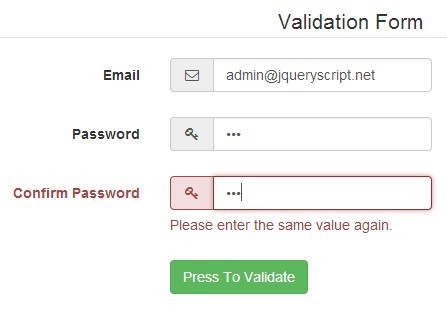 Validation Form
Email
admin@jqueryscript.net
Password
•••
Confirm Password
•••
Please enter the same value again.
Press To Validate